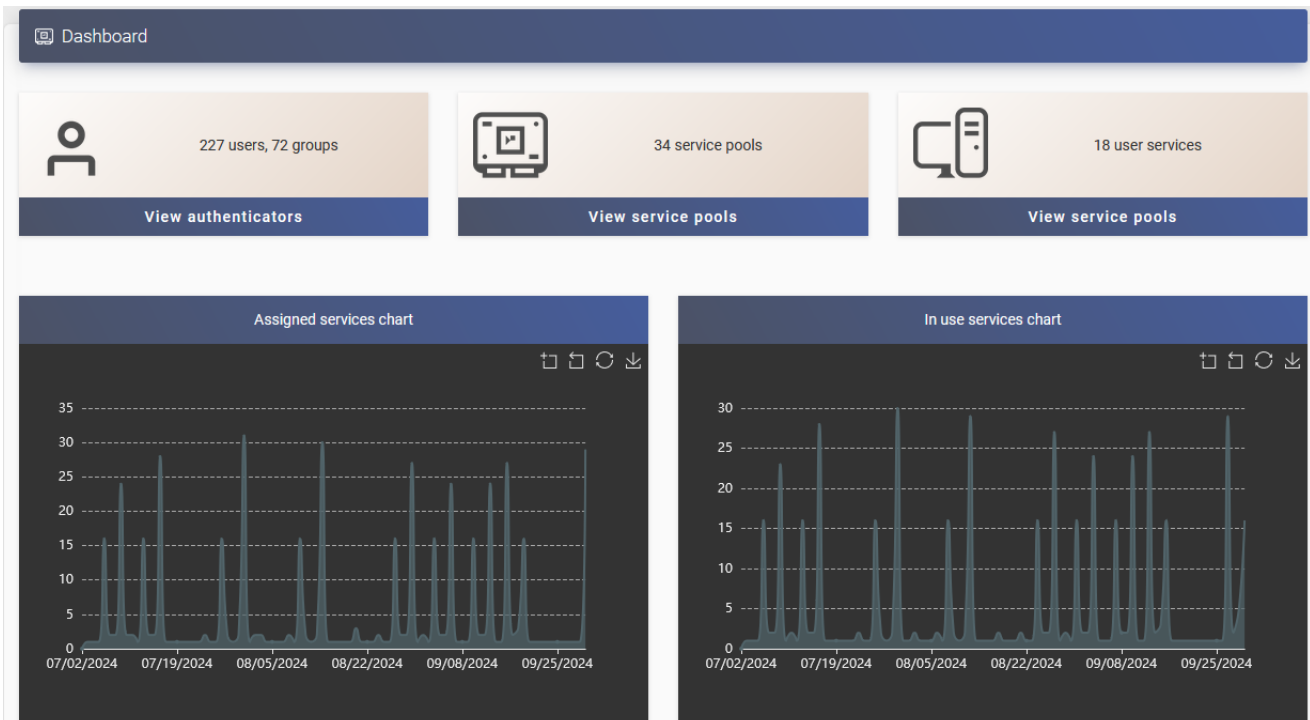 Dashboard
227 users, 72 groups
View authenticators
34 service pools
View service pools
18 user services
View service pools
Assigned services chart
35
30
25
20
15
10
5
0
07/02/2024 07/19/2024 08/05/2024 08/22/2024 09/08/2024 09/25/2024
In use services chart
30
25
20
15
10
5
0
07/02/2024 07/19/2024 08/05/2024 08/22/2024 09/08/2024 09/25/2024